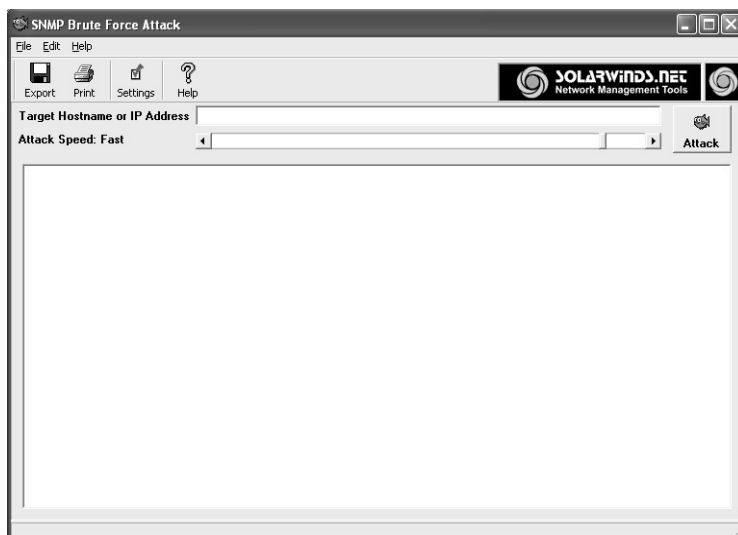 SNMP Brute Force Attack
File Edit Help
Export Print Settings Help
SOLARWINDS.NET
Network Management Tools
Target Hostname or IP Address
Attack Speed: Fast
Attack